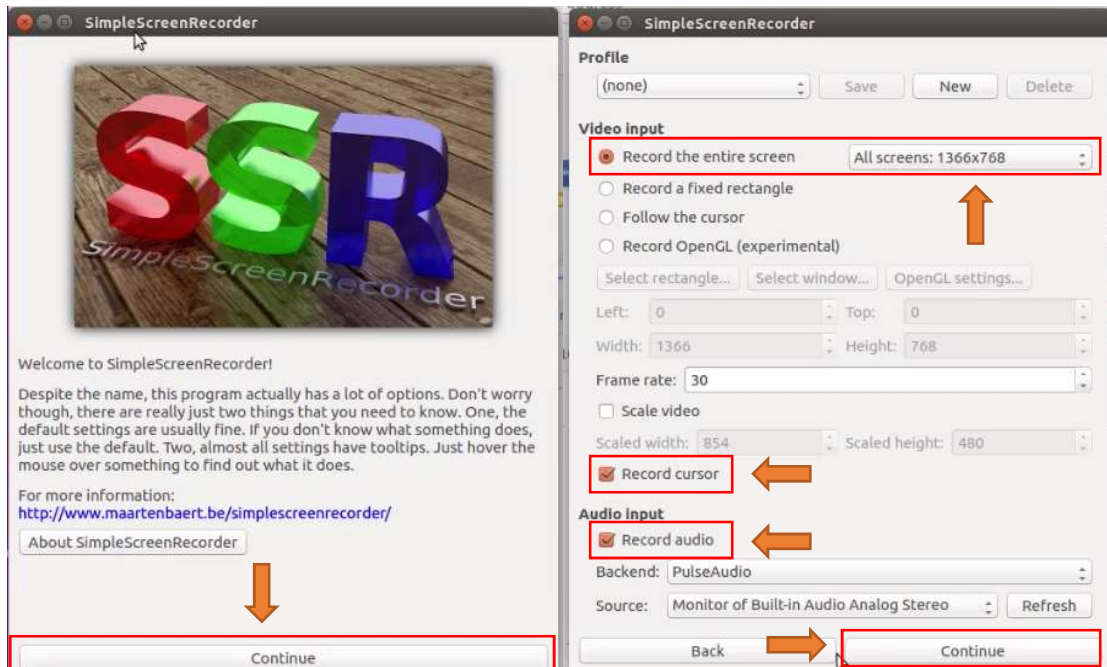 SimpleScreenRecorder
SSR
SimpleScreenRecorder
Welcome to SimpleScreenRecorder!
Despite the name, this program actually has a lot of options. Don't worry
though, there are really just two things that you need to know. One, the
default settings are usually fine. If you don't know what something does,
just use the default. Two, almost all settings have tooltips. Just hover the
mouse over something to find out what it does.
For more information:
http://www.maartenbaert.be/simplescreenrecorder/
About SimpleScreenRecorder
Continue
SimpleScreenRecorder
Profile
(none) Save New Delete
Video input
Record the entire screen All screens: 1366x768
Record a fixed rectangle
Follow the cursor
Record OpenGL (experimental)
Select rectangle... Select window... OpenGL settings...
Left: 0 Top: 0
Width: 1366 Height: 768
Frame rate: 30
Scale video
Scaled width: 854 Scaled height: 480
Record cursor
Audio input
Record audio
Backend: PulseAudio
Source: Monitor of Built-in Audio Analog Stereo Refresh
Back Continue